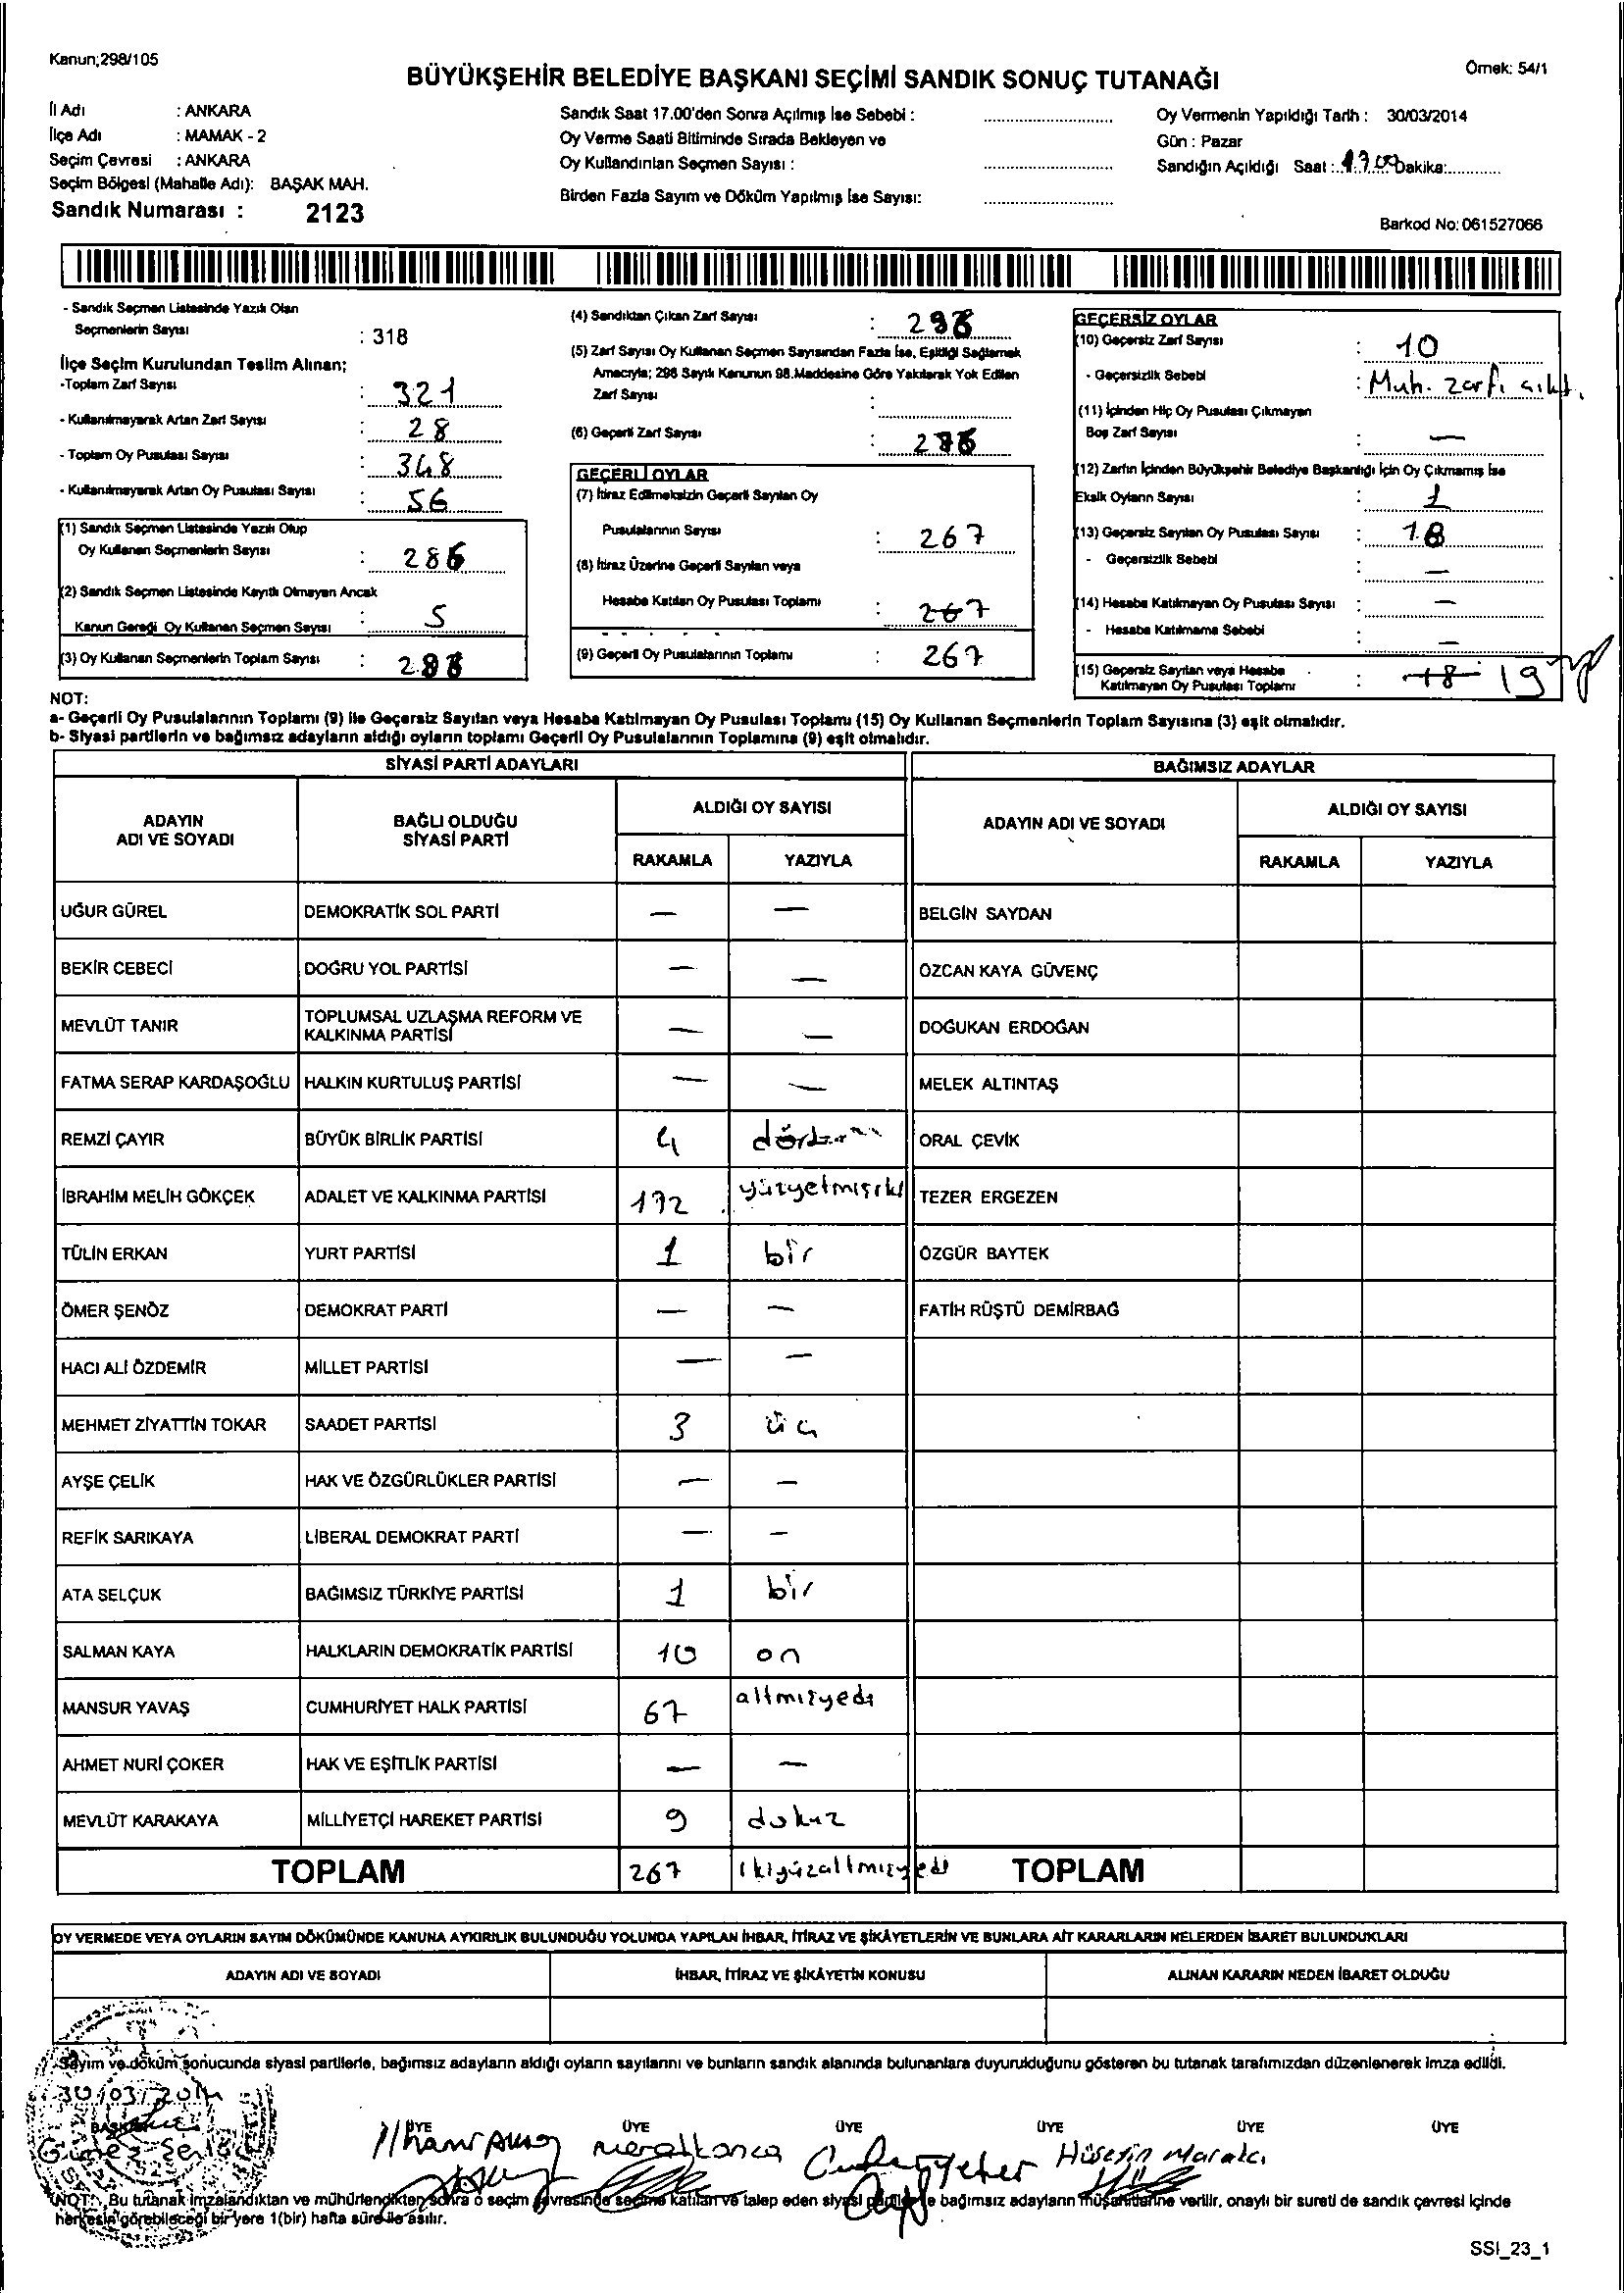 Kanun;298/105
Örnek: 54/1
BÜYÜKŞEHİR BELEDİYE BAŞKANI SEÇİMİ SANDIK SONUÇ TUTANAĞI
İl Adı : ANKARA
İlçe Adı : MAMAK - 2
Seçim Çevresi : ANKARA
Seçim Bölgesi (Mahalle Adı): BAŞAK MAH.
Sandık Numarası : 2123
Sandık Saat 17.00'den Sonra Açılmış İse Sebebi :
Oy Verme Saati Bitiminde Sırada Bekleyen ve
Oy Kullandırılan Seçmen Sayısı :
Birden Fazla Sayım ve Döküm Yapılmış İse Sayısı:
Oy Vermenin Yapıldığı Tarih : 30/03/2014
Gün : Pazar
Sandığın Açıldığı Saat : 17.00 Dakika:
Barkod No: 061527066
- Sandık Seçmen Listesinde Yazılı Olan
Seçmenlerin Sayısı : 318
İlçe Seçim Kurulundan Teslim Alınan;
-Toplam Zarf Sayısı : 321
- Kullanılmayarak Artan Zarf Sayısı : 28
- Toplam Oy Pusulası Sayısı : 348
- Kullanılmayarak Artan Oy Pusulası Sayısı : 56
(1) Sandık Seçmen Listesinde Yazılı Olup
Oy Kullanan Seçmenlerin Sayısı :
(2) Sandık Seçmen Listesinde Kayıtlı Olmayan Ancak
Kanun Gereği Oy Kullanan Seçmen Sayısı : 5
(3) Oy Kullanan Seçmenlerin Toplam Sayısı :
(4) Sandıktan Çıkan Zarf Sayısı :
(5) Zarf Sayısı Oy Kullanan Seçmen Sayısından Fazla İse, Eşitliği Sağlamak
Amacıyla; 298 Sayılı Kanunun 98.Maddesine Göre Yakılarak Yok Edilen
Zarf Sayısı :
(6) Geçerli Zarf Sayısı :
GEÇERLİ OYLAR
(7) İtiraz Edilmeksizin Geçerli Sayılan Oy
Pusulalarının Sayısı : 267
(8) İtiraz Üzerine Geçerli Sayılan veya
Hesaba Katılan Oy Pusulası Toplamı : 267
(9) Geçerli Oy Pusulalarının Toplamı : 267
GEÇERSİZ OYLAR
(10) Geçersiz Zarf Sayısı : 10
- Geçersizlik Sebebi : Muh. zarfı çıktı.
(11) İçinden Hiç Oy Pusulası Çıkmayan
Boş Zarf Sayısı : —
(12) Zarfın İçinden Büyükşehir Belediye Başkanlığı İçin Oy Çıkmamış İse
Eksik Oyların Sayısı : 1
(13) Geçersiz Sayılan Oy Pusulası Sayısı : 18
- Geçersizlik Sebebi : —
(14) Hesaba Katılmayan Oy Pusulası Sayısı : —
- Hesaba Katılmama Sebebi : —
(15) Geçersiz Sayılan veya Hesaba
Katılmayan Oy Pusulası Toplamı : 18 19
NOT:
a- Geçerli Oy Pusulalarının Toplamı (9) ile Geçersiz Sayılan veya Hesaba Katılmayan Oy Pusulası Toplamı (15) Oy Kullanan Seçmenlerin Toplam Sayısına (3) eşit olmalıdır.
b- Siyasi partilerin ve bağımsız adayların aldığı oyların toplamı Geçerli Oy Pusulalarının Toplamına (9) eşit olmalıdır.
SİYASİ PARTİ ADAYLARI BAĞIMSIZ ADAYLAR
ADAYIN ADI VE SOYADI BAĞLI OLDUĞU SİYASİ PARTİ ALDIĞI OY SAYISI ADAYIN ADI VE SOYADI ALDIĞI OY SAYISI
RAKAMLA YAZIYLA RAKAMLA YAZIYLA
UĞUR GÜREL DEMOKRATİK SOL PARTİ — — BELGİN SAYDAN
BEKİR CEBECİ DOĞRU YOL PARTİSİ — — ÖZCAN KAYA GÜVENÇ
MEVLÜT TANIR TOPLUMSAL UZLAŞMA REFORM VE KALKINMA PARTİSİ — — DOĞUKAN ERDOĞAN
FATMA SERAP KARDAŞOĞLU HALKIN KURTULUŞ PARTİSİ — — MELEK ALTINTAŞ
REMZİ ÇAYIR BÜYÜK BİRLİK PARTİSİ 4 dört ORAL ÇEVİK
İBRAHİM MELİH GÖKÇEK ADALET VE KALKINMA PARTİSİ 172 yüzyetmişiki TEZER ERGEZEN
TÜLİN ERKAN YURT PARTİSİ 1 bir ÖZGÜR BAYTEK
ÖMER ŞENÖZ DEMOKRAT PARTİ — — FATİH RÜŞTÜ DEMİRBAĞ
HACI ALİ ÖZDEMİR MİLLET PARTİSİ — —
MEHMET ZİYATTİN TOKAR SAADET PARTİSİ 3 üç
AYŞE ÇELİK HAK VE ÖZGÜRLÜKLER PARTİSİ — —
REFİK SARIKAYA LİBERAL DEMOKRAT PARTİ — —
ATA SELÇUK BAĞIMSIZ TÜRKİYE PARTİSİ 1 bir
SALMAN KAYA HALKLARIN DEMOKRATİK PARTİSİ 10 on
MANSUR YAVAŞ CUMHURİYET HALK PARTİSİ 67 altmışyedi
AHMET NURİ ÇOKER HAK VE EŞİTLİK PARTİSİ — —
MEVLÜT KARAKAYA MİLLİYETÇİ HAREKET PARTİSİ 9 dokuz
TOPLAM 267 ikiyüzaltmışyedi TOPLAM
OY VERMEDE VEYA OYLARIN SAYIM DÖKÜMÜNDE KANUNA AYKIRILIK BULUNDUĞU YOLUNDA YAPILAN İHBAR, İTİRAZ VE ŞİKÂYETLERİN VE BUNLARA AİT KARARLARIN NELERDEN İBARET BULUNDUKLARI
ADAYIN ADI VE SOYADI İHBAR, İTİRAZ VE ŞİKÂYETİN KONUSU ALINAN KARARIN NEDEN İBARET OLDUĞU
Sayım ve döküm sonucunda siyasi partilerle, bağımsız adayların aldığı oyların sayılarını ve bunların sandık alanında bulunanlara duyurulduğunu gösteren bu tutanak tarafımızdan düzenlenerek imza edildi.
30/03/2014
BAŞKAN ÜYE ÜYE ÜYE ÜYE ÜYE ÜYE
Hüseyin
NOT: Bu tutanak imzalandıktan ve mühürlendikten sonra o seçim çevresinde seçime katılan ve talep eden siyasi partilerle bağımsız adayların müşahitlerine verilir, onaylı bir sureti de sandık çevresi içinde
herkesin görebileceği bir yere 1(bir) hafta süre ile asılır.
SSI_23_1